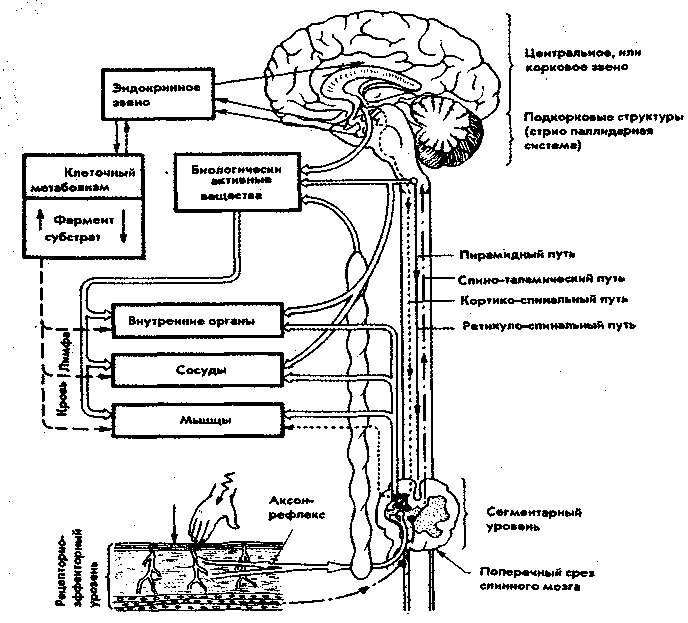 Центральное, или
корковое звено
Эндокринное
звено
Подкорковые структуры
(стрио паллидарная
система)
Клеточный
метаболизм
Биологически
активные
вещества
Фермент
субстрат
Пирамидный путь
Спино-таламический путь
Кортико-спинальный путь
Ретикуло-спинальный путь
Внутренние органы
Сосуды
Мышцы
Кровь
Лимфа
Аксон-
рефлекс
Сегментарный
уровень
Рецепторно-
эффекторный
уровень
Поперечный срез
спинного мозга